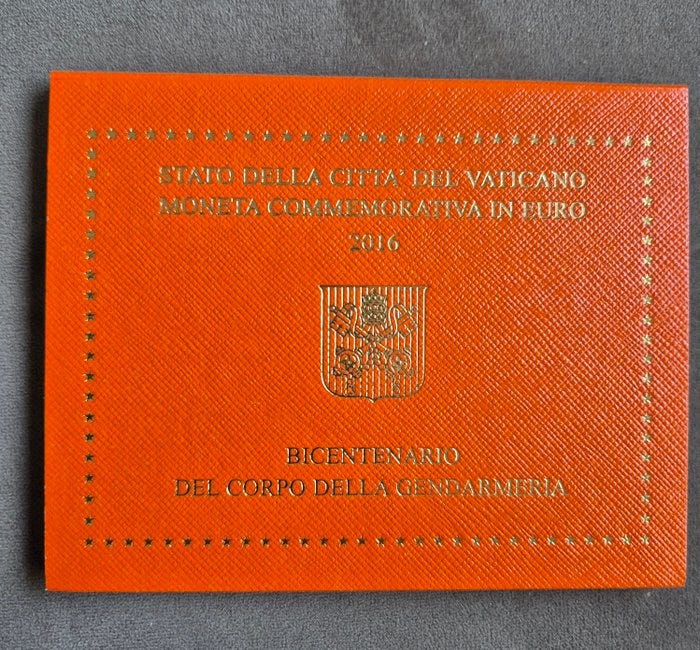 STATO DELLA CITTA' DEL VATICANO
MONETA COMMEMORATIVA IN EURO
2016
BICENTENARIO
DEL CORPO DELLA GENDARMERIA